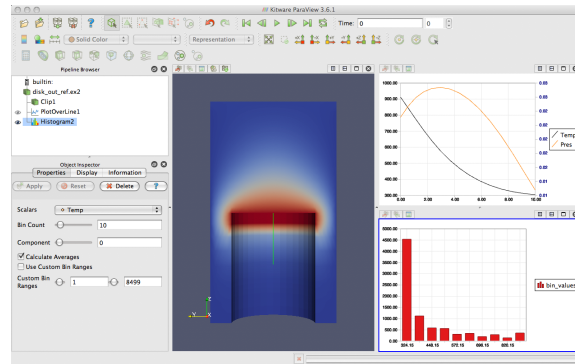 Kitware ParaView 3.6.1
Time: 0
0
Solid Color
Representation
Pipeline Browser
builtin:
disk_out_ref.ex2
Clip1
PlotOverLine1
Histogram2
Object Inspector
Properties Display Information
Apply Reset Delete ?
Scalars Temp
Bin Count 10
Component 0
Calculate Averages
Use Custom Bin Ranges
Custom Bin Ranges 1 8499
Z
Y X
1000.00
900.00
800.00
700.00
600.00
500.00
400.00
300.00
0.00 2.00 4.00 6.00 8.00 10.00
Temp
Pres
5000.00
4500.00
4000.00
3500.00
3000.00
2500.00
2000.00
1500.00
1000.00
500.00
0.00
324.15 448.15 572.15 696.15 820.15
bin_values